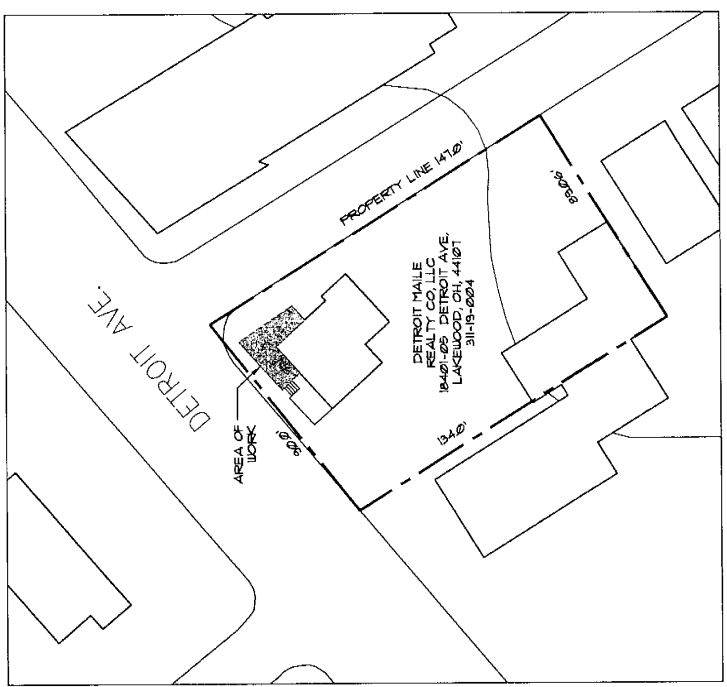 DETROIT AVE.
PROPERTY LINE 147.0'
89.06'
DETROIT MAILE
REALTY CO, LLC
18401-05 DETROIT AVE,
LAKEWOOD, OH, 44107
311-19-004
AREA OF
WORK
90.0'
134.0'